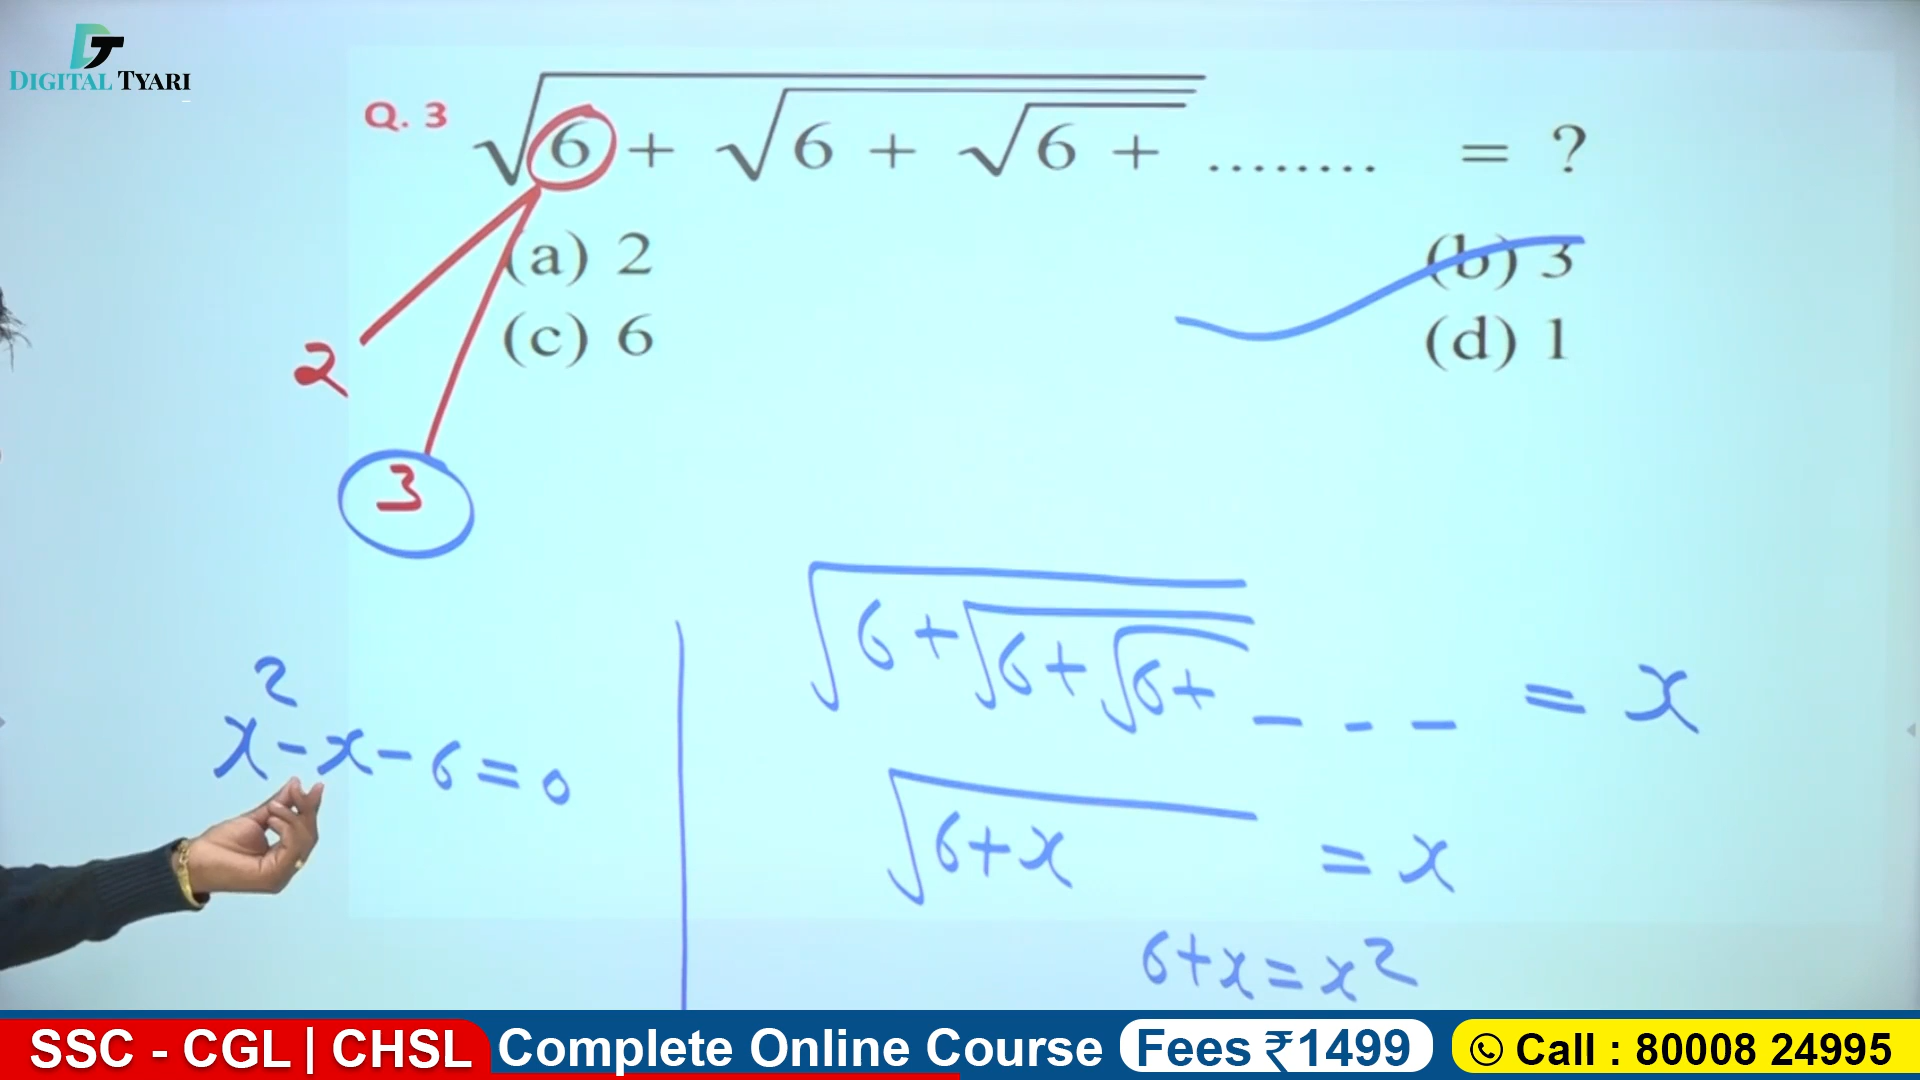 DT
DIGITAL TYARI
Q. 3 √6 + √6 + √6 + ........ = ?
(a) 2 (b) 3
(c) 6 (d) 1
2
3
√6+√6+√6+ - - - = x
x²-x-6=0
√6+x = x
6+x=x²
SSC - CGL | CHSL Complete Online Course Fees ₹1499 Call : 80008 24995